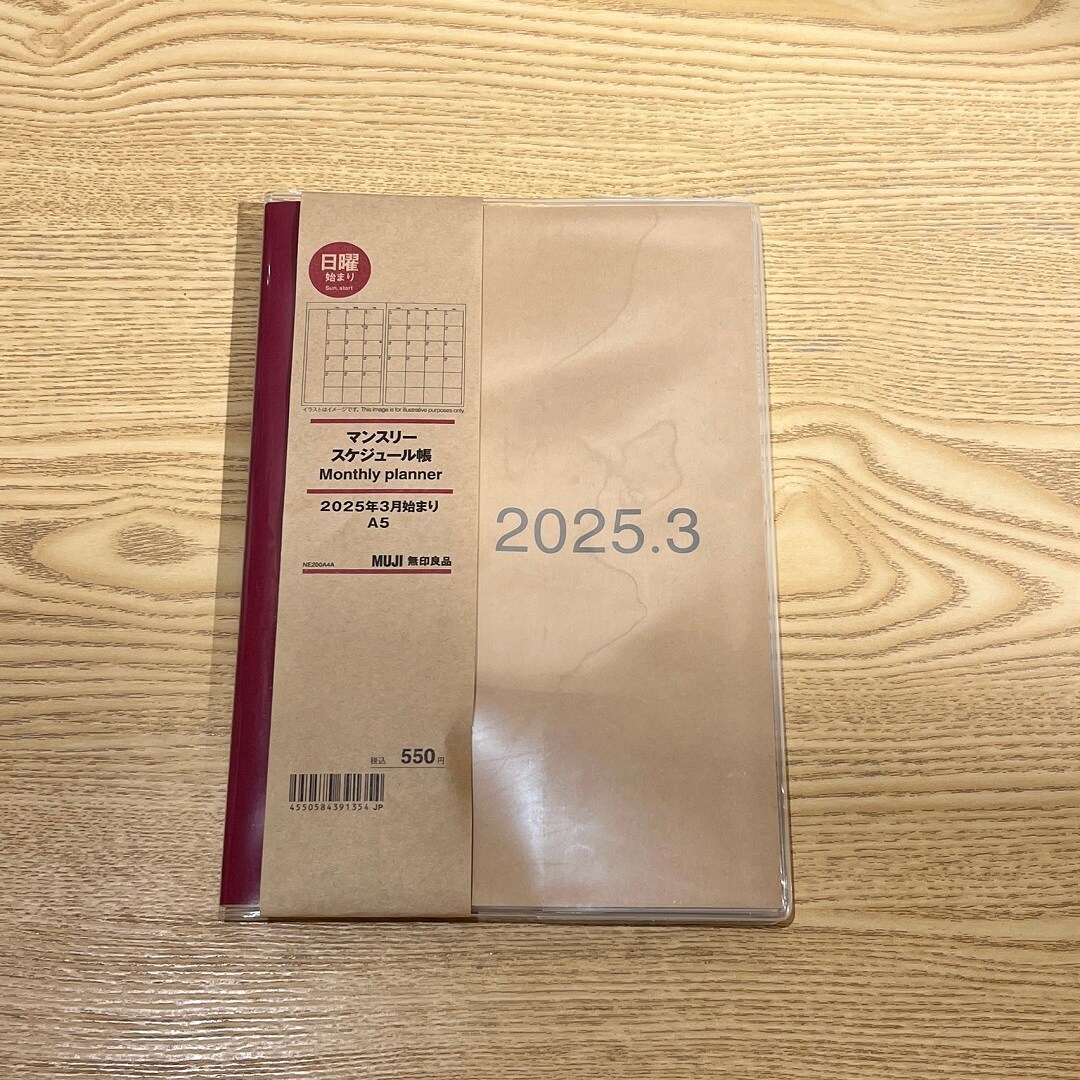 日曜
始まり
Sun. start
イラストはイメージです。This image is for illustrative purposes only.
マンスリー
スケジュール帳
Monthly planner
2025年3月始まり
A5
NE200A4A
MUJI 無印良品
2025.3
税込 550円
4550584391354 JP